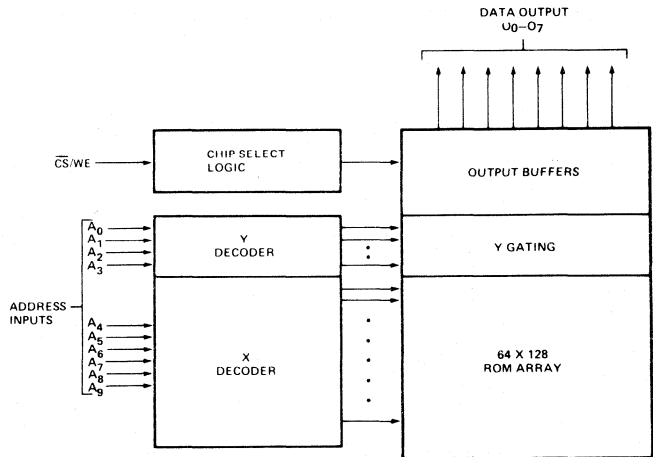 DATA OUTPUT
O0–O7
CS/WE
CHIP SELECT
LOGIC
OUTPUT BUFFERS
A0
A1
A2
A3
Y
DECODER
Y GATING
ADDRESS
INPUTS
A4
A5
A6
A7
A8
A9
X
DECODER
64 X 128
ROM ARRAY